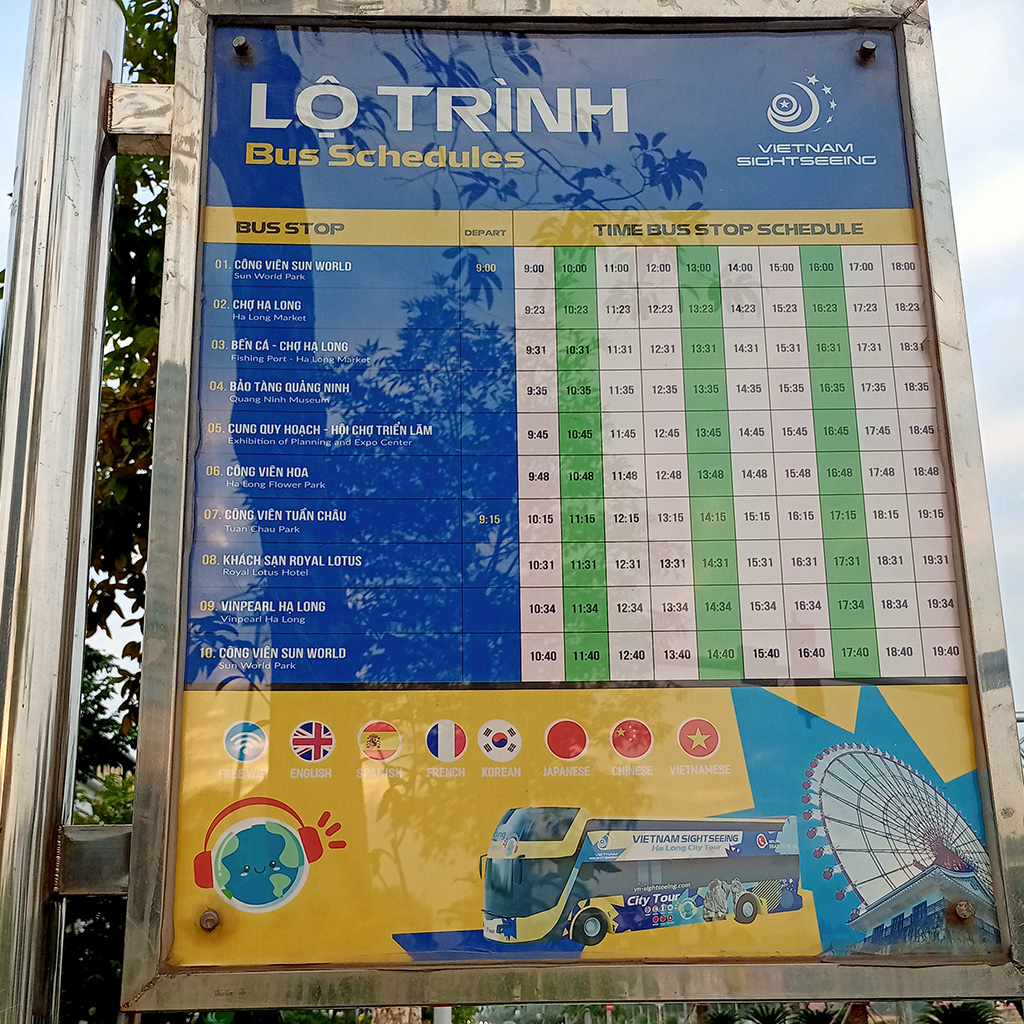 LỘ TRÌNH
Bus Schedules
VIETNAM
SIGHTSEEING
BUS STOP DEPART TIME BUS STOP SCHEDULE
01. CÔNG VIÊN SUN WORLD 9:00 9:00 10:00 11:00 12:00 13:00 14:00 15:00 16:00 17:00 18:00
Sun World Park
02. CHỢ HẠ LONG 9:23 10:23 11:23 12:23 13:23 14:23 15:23 16:23 17:23 18:23
Ha Long Market
03. BẾN CÁ - CHỢ HẠ LONG 9:31 10:31 11:31 12:31 13:31 14:31 15:31 16:31 17:31 18:31
Fishing Port - Ha Long Market
04. BẢO TÀNG QUẢNG NINH 9:35 10:35 11:35 12:35 13:35 14:35 15:35 16:35 17:35 18:35
Quang Ninh Museum
05. CUNG QUY HOẠCH - HỘI CHỢ TRIỂN LÃM 9:45 10:45 11:45 12:45 13:45 14:45 15:45 16:45 17:45 18:45
Exhibition of Planning and Expo Center
06. CÔNG VIÊN HOA 9:48 10:48 11:48 12:48 13:48 14:48 15:48 16:48 17:48 18:48
Ha Long Flower Park
07. CÔNG VIÊN TUẦN CHÂU 9:15 10:15 11:15 12:15 13:15 14:15 15:15 16:15 17:15 18:15 19:15
Tuan Chau Park
08. KHÁCH SẠN ROYAL LOTUS 10:31 11:31 12:31 13:31 14:31 15:31 16:31 17:31 18:31 19:31
Royal Lotus Hotel
09. VINPEARL HẠ LONG 10:34 11:34 12:34 13:34 14:34 15:34 16:34 17:34 18:34 19:34
Vinpearl Ha Long
10. CÔNG VIÊN SUN WORLD 10:40 11:40 12:40 13:40 14:40 15:40 16:40 17:40 18:40 19:40
Sun World Park
FREE WIFI ENGLISH SPANISH FRENCH KOREAN JAPANESE CHINESE VIETNAMESE
VIETNAM SIGHTSEEING
Ha Long City Tour
vn-sightseeing.com
City Tour